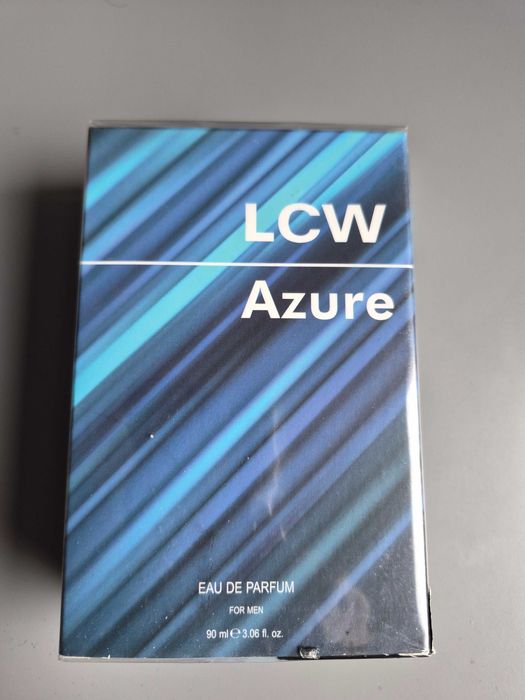 LCW
Azure
EAU DE PARFUM
FOR MEN
90 ml ℮ 3.06 fl. oz.